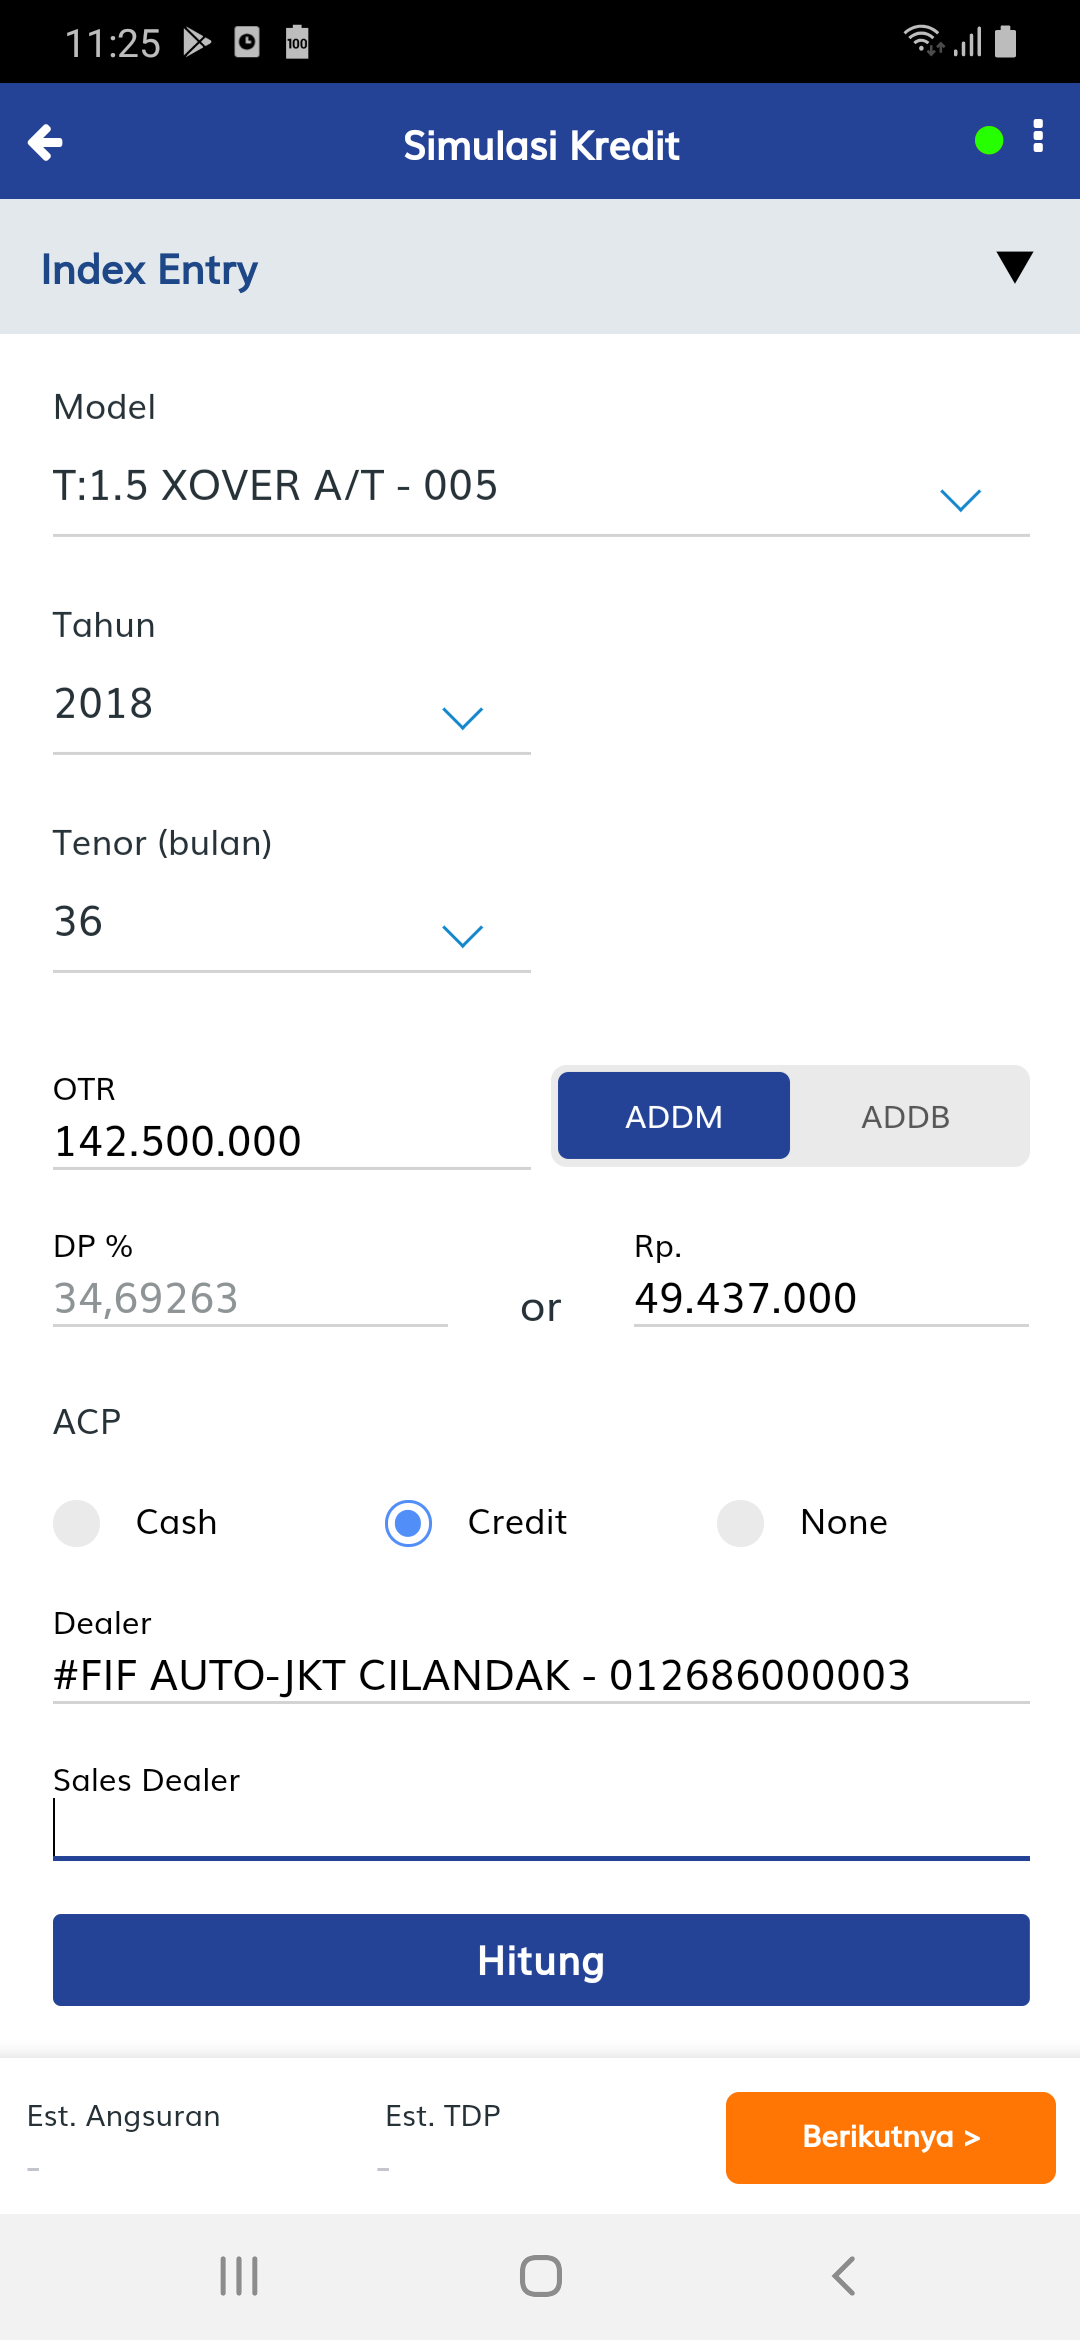 11:25
100
Simulasi Kredit
Index Entry
Model
T:1.5 XOVER A/T - 005
Tahun
2018
Tenor (bulan)
36
OTR
142.500.000
ADDM
ADDB
DP %
34,69263
or
Rp.
49.437.000
ACP
Cash
Credit
None
Dealer
#FIF AUTO-JKT CILANDAK - 012686000003
Sales Dealer
Hitung
Est. Angsuran
-
Est. TDP
-
Berikutnya >